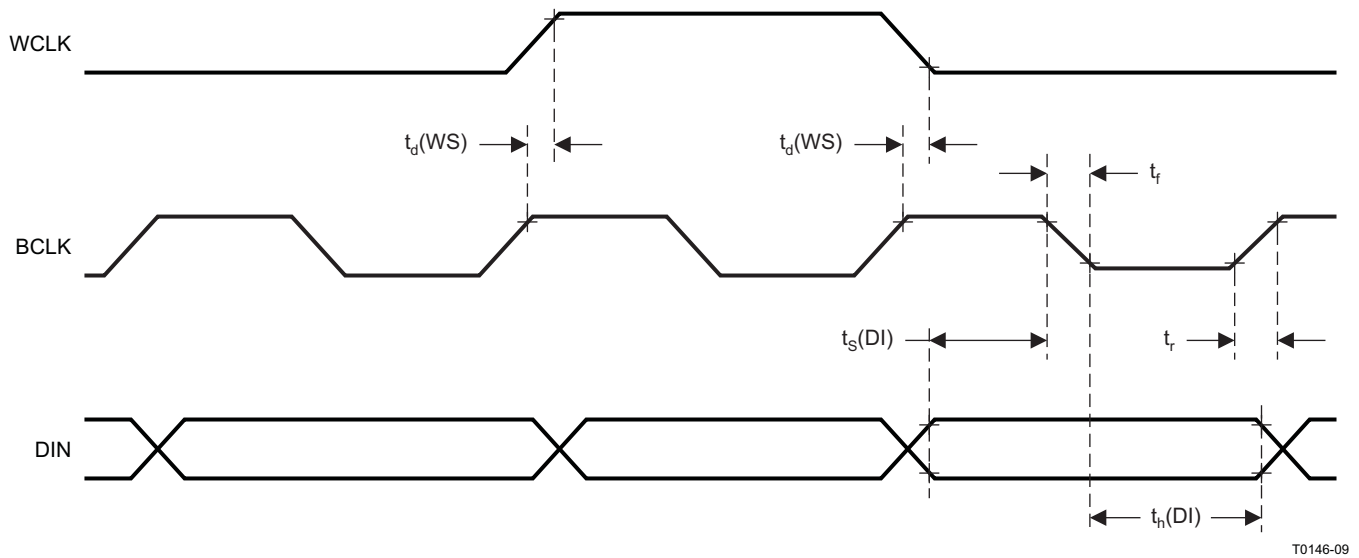 WCLK
td(WS)
td(WS)
tf
BCLK
tS(DI)
tr
DIN
th(DI)
T0146-09